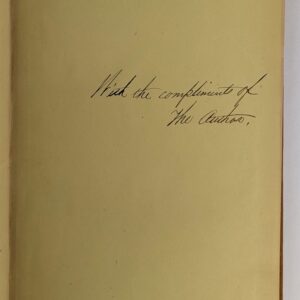 With the compliments of
The Author.